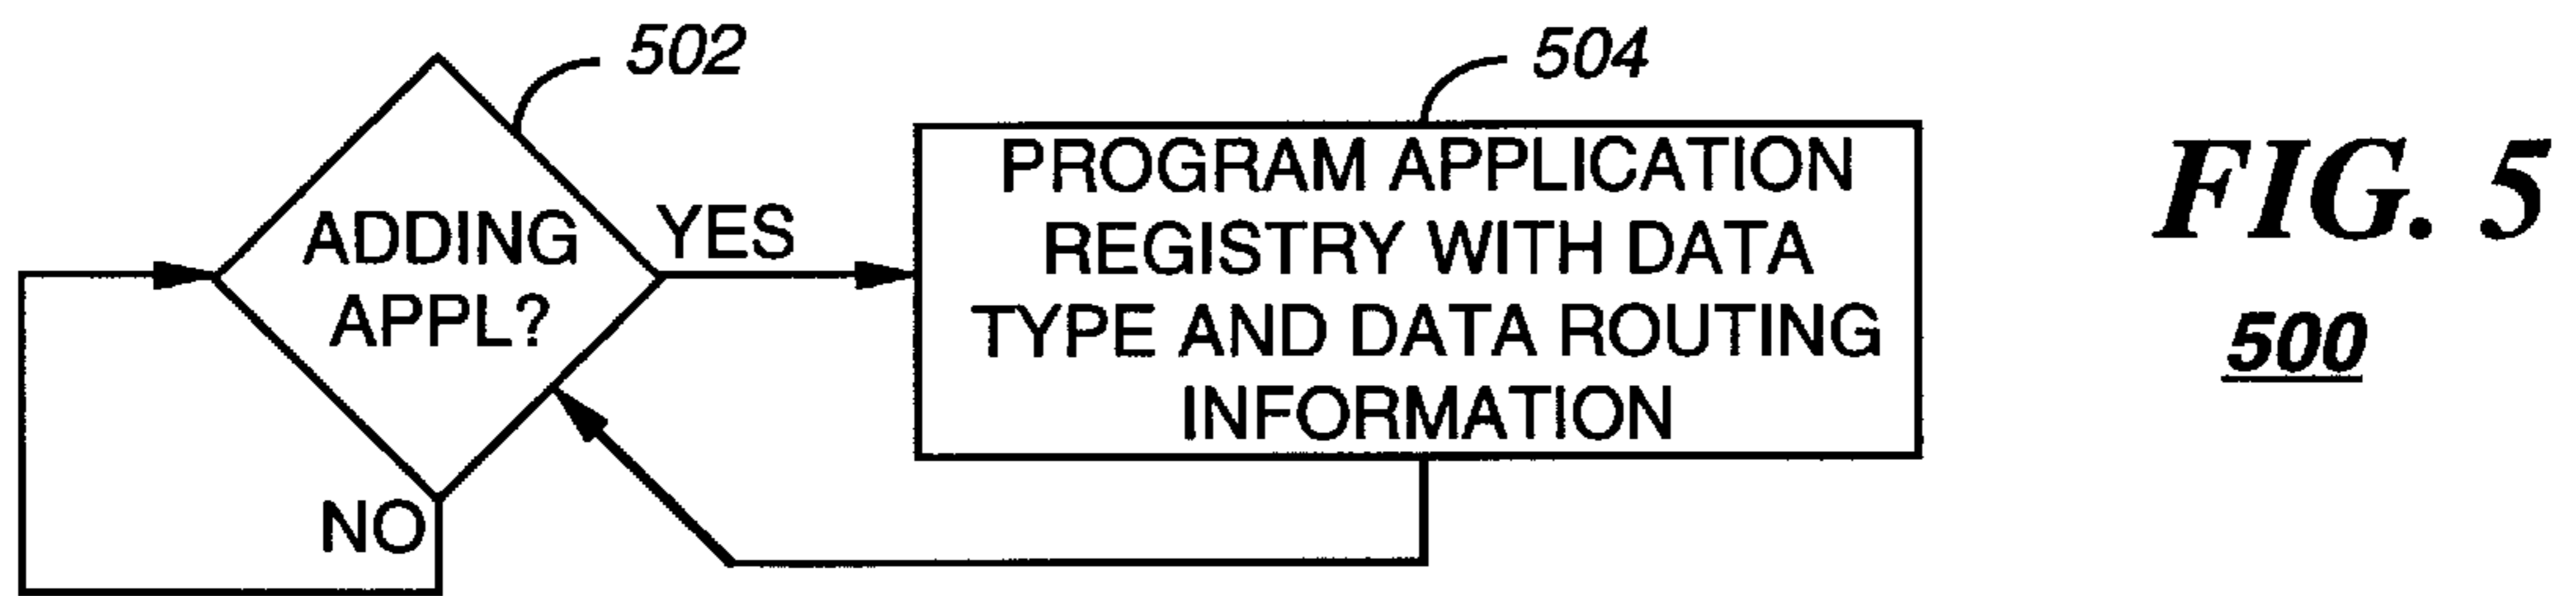 502
ADDING
APPL?
YES
NO
504
PROGRAM APPLICATION
REGISTRY WITH DATA
TYPE AND DATA ROUTING
INFORMATION
FIG. 5
500